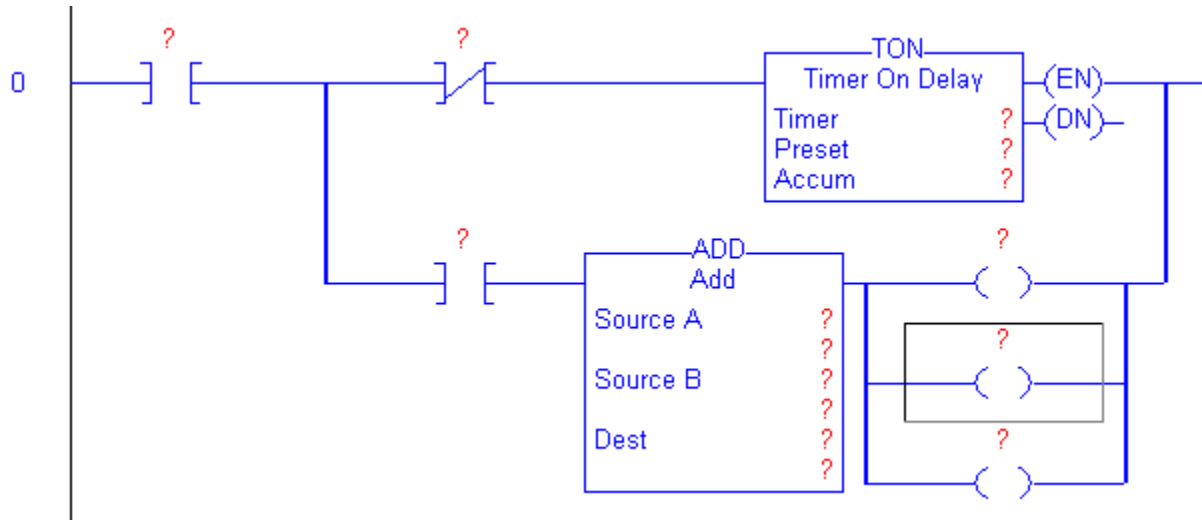 ?
?
0
TON
Timer On Delay
(EN)
Timer ?
(DN)
Preset ?
Accum ?
?
ADD
Add
?
Source A ?
?
Source B ?
?
Dest ?
?
?
?